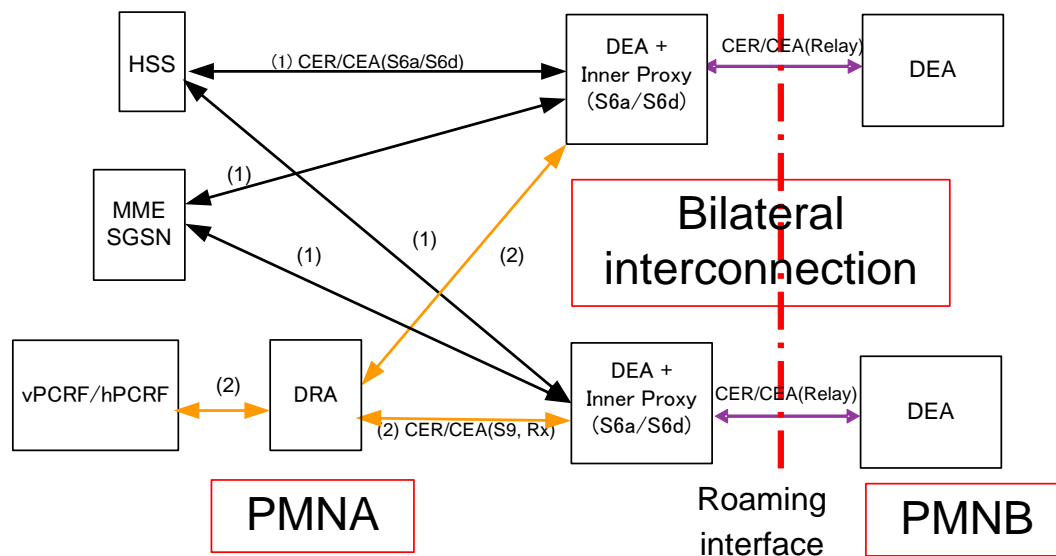 HSS
(1) CER/CEA(S6a/S6d)
DEA +
Inner Proxy
(S6a/S6d)
CER/CEA(Relay)
DEA
MME
SGSN
(1)
(1)
(1)
(2)
Bilateral
interconnection
vPCRF/hPCRF
(2)
DRA
(2) CER/CEA(S9, Rx)
DEA +
Inner Proxy
(S6a/S6d)
CER/CEA(Relay)
DEA
PMNA
Roaming
interface
PMNB